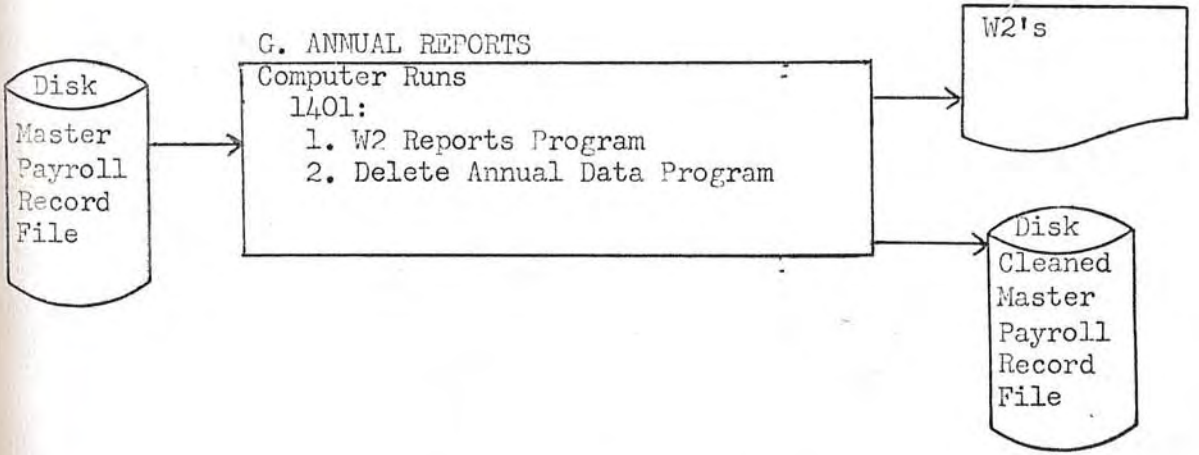 G. ANNUAL REPORTS
Disk
Master
Payroll
Record
File
Computer Runs
1401:
1. W2 Reports Program
2. Delete Annual Data Program
W2's
Disk
Cleaned
Master
Payroll
Record
File